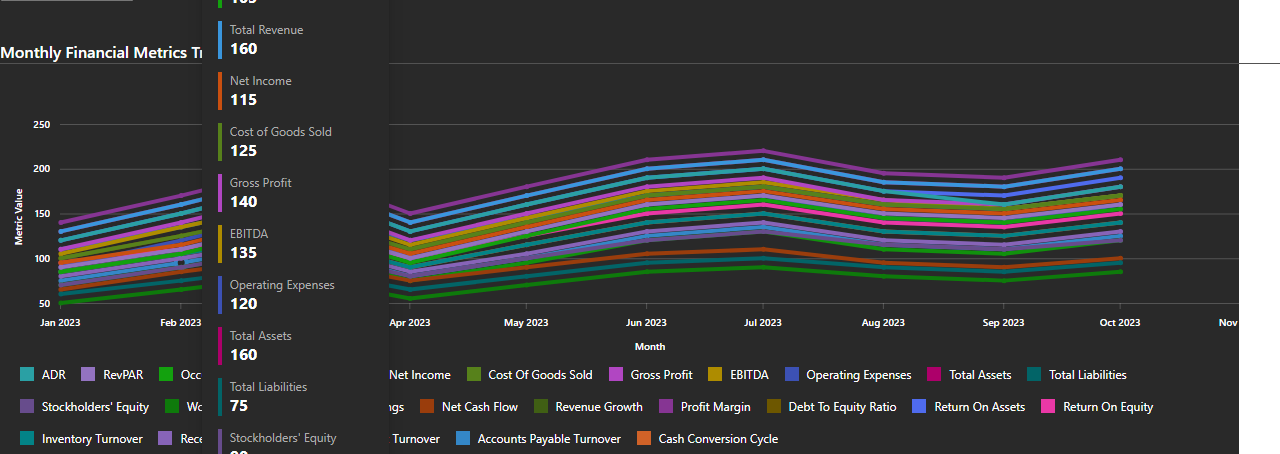 Total Revenue
160
Monthly Financial Metrics
Net Income
115
Cost of Goods Sold
125
Gross Profit
140
EBITDA
135
Operating Expenses
120
Total Assets
160
Total Liabilities
75
Stockholders' Equity
250
200
150
100
50
Metric Value
Jan 2023 Feb 2023 Apr 2023 May 2023 Jun 2023 Jul 2023 Aug 2023 Sep 2023 Oct 2023 Nov
Month
ADR RevPAR Occ Net Income Cost Of Goods Sold Gross Profit EBITDA Operating Expenses Total Assets Total Liabilities
Stockholders' Equity Net Cash Flow Revenue Growth Profit Margin Debt To Equity Ratio Return On Assets Return On Equity
Inventory Turnover Turnover Accounts Payable Turnover Cash Conversion Cycle